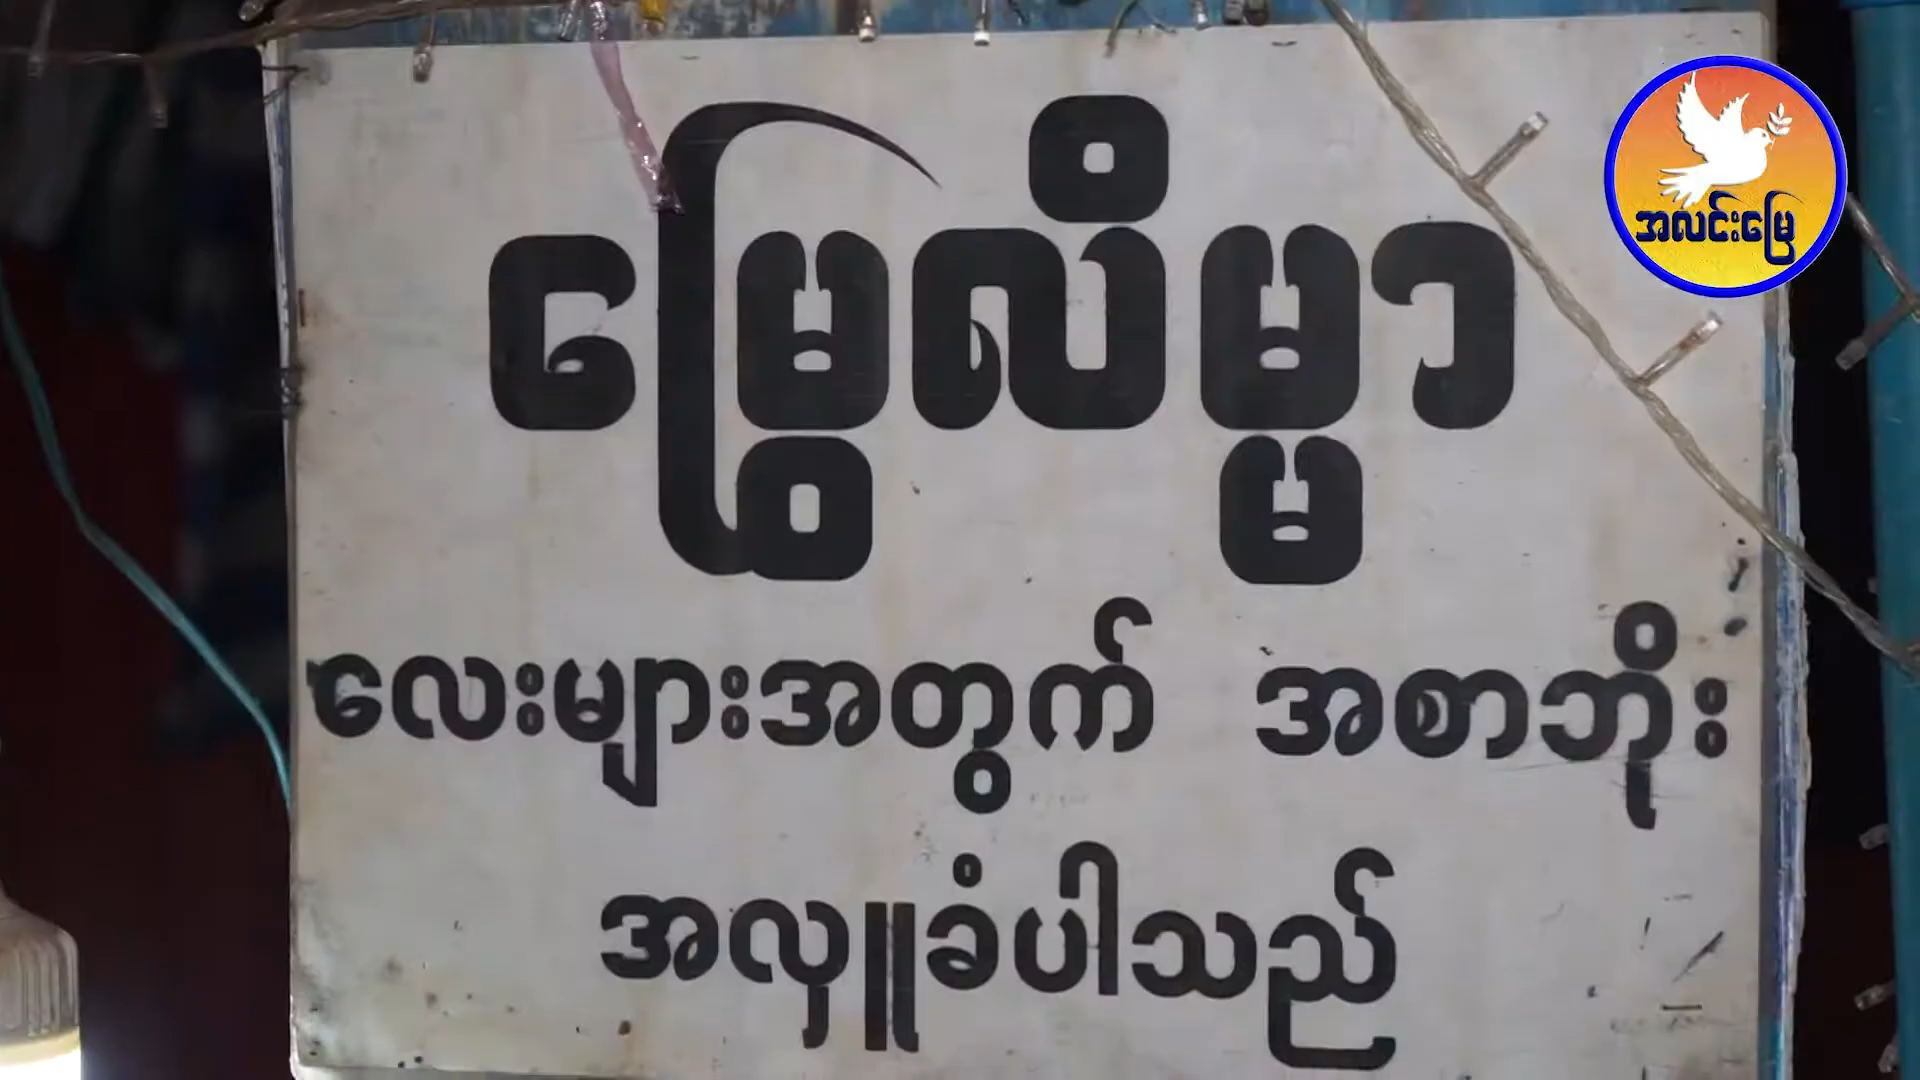 မြွေလိမ္မာ
လေးများအတွက် အစာဘိုး
အလှူခံပါသည်
အလင်းမြေ